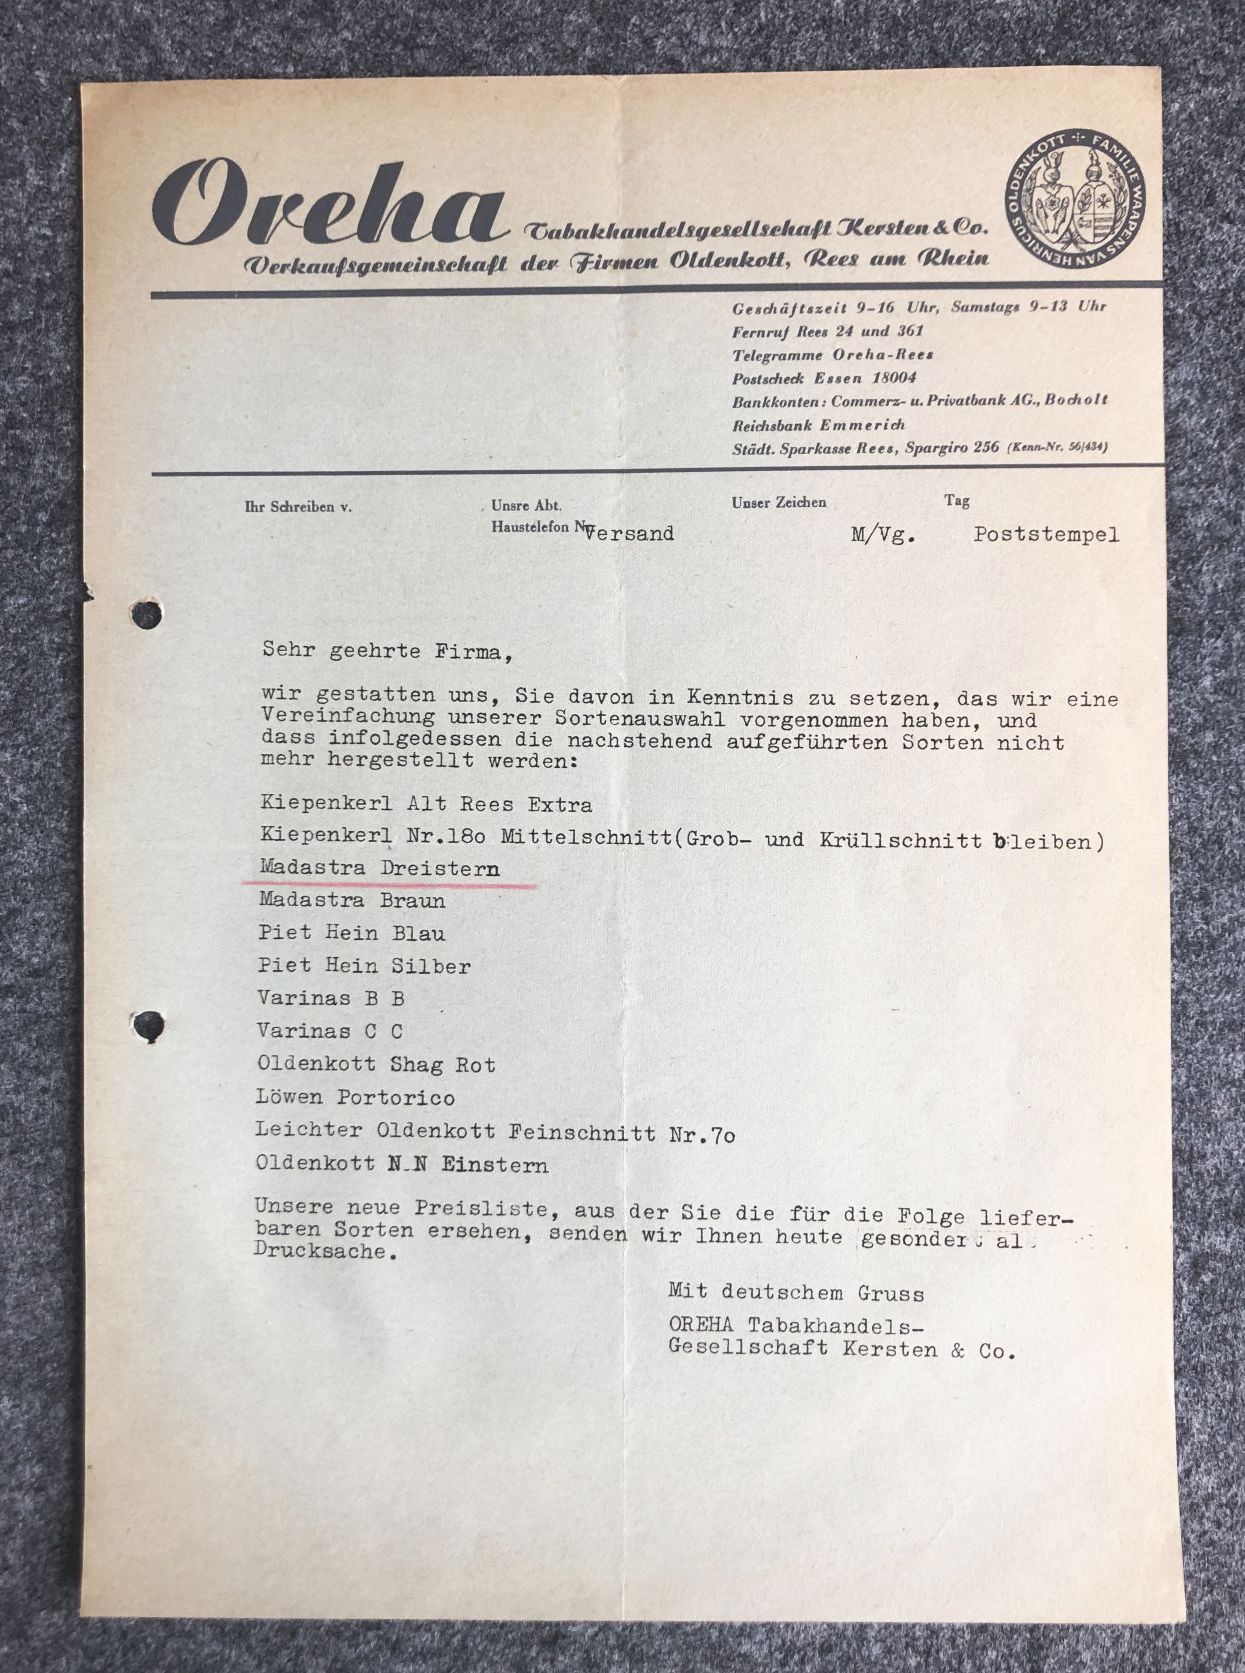 Oreha Tabakhandelsgesellschaft Kersten & Co.
Verkaufsgemeinschaft der Firmen Oldenkott, Rees am Rhein
FAMILIE WAAPENS VAN HENRICUS OLDENKOTT
Geschäftszeit 9–16 Uhr, Samstags 9–13 Uhr
Fernruf Rees 24 und 361
Telegramme Oreha-Rees
Postscheck Essen 18004
Bankkonten: Commerz- u. Privatbank AG., Bocholt
Reichsbank Emmerich
Städt. Sparkasse Rees, Spargiro 256 (Kenn-Nr. 56/434)
Ihr Schreiben v. Unsre Abt. Unser Zeichen Tag
Haustelefon Nr. Versand M/Vg. Poststempel
Sehr geehrte Firma,
wir gestatten uns, Sie davon in Kenntnis zu setzen, das wir eine
Vereinfachung unserer Sortenauswahl vorgenommen haben, und
dass infolgedessen die nachstehend aufgeführten Sorten nicht
mehr hergestellt werden:
Kiepenkerl Alt Rees Extra
Kiepenkerl Nr.18o Mittelschnitt(Grob- und Krüllschnitt bleiben)
Madastra Dreistern
Madastra Braun
Piet Hein Blau
Piet Hein Silber
Varinas B B
Varinas C C
Oldenkott Shag Rot
Löwen Portorico
Leichter Oldenkott Feinschnitt Nr.7o
Oldenkott N.N Einstern
Unsere neue Preisliste, aus der Sie die für die Folge liefer-
baren Sorten ersehen, senden wir Ihnen heute
Drucksache.
Mit deutschem Gruss
OREHA Tabakhandels-
Gesellschaft Kersten & Co.